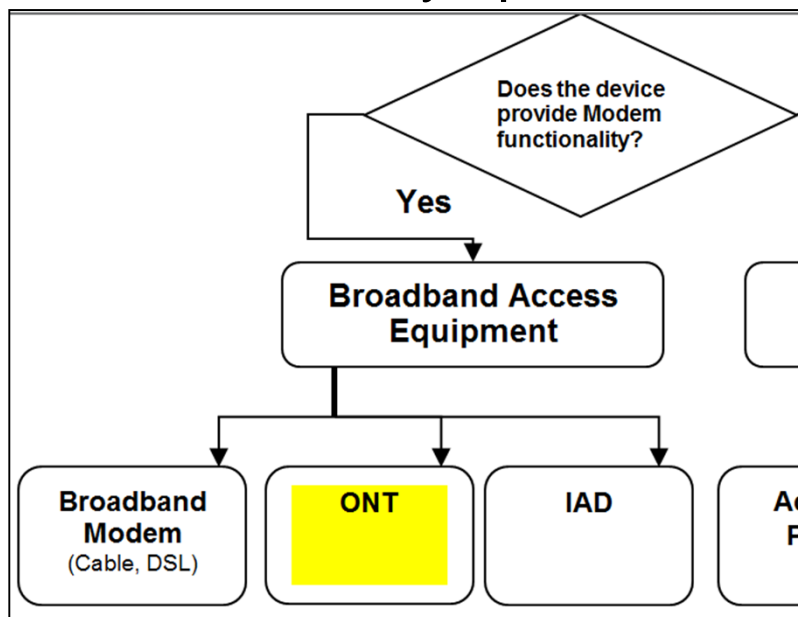 Does the device
provide Modem
functionality?
Yes
Broadband Access
Equipment
Broadband
Modem
(Cable, DSL)
ONT
IAD